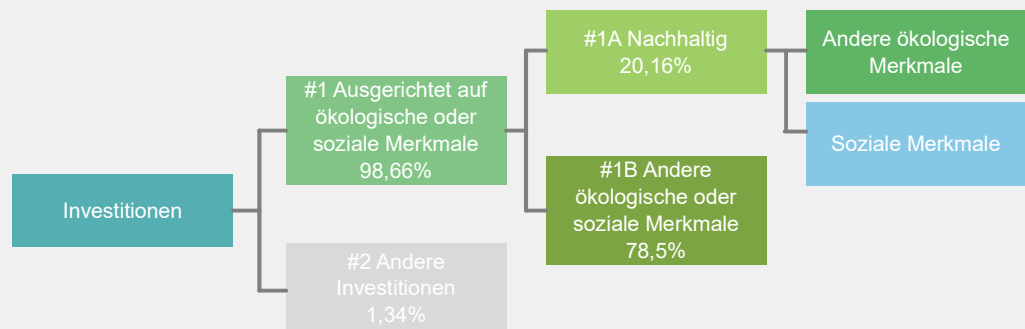 Investitionen
#1 Ausgerichtet auf
ökologische oder
soziale Merkmale
98,66%
#2 Andere
Investitionen
1,34%
#1A Nachhaltig
20,16%
#1B Andere
ökologische oder
soziale Merkmale
78,5%
Andere ökologische
Merkmale
Soziale Merkmale